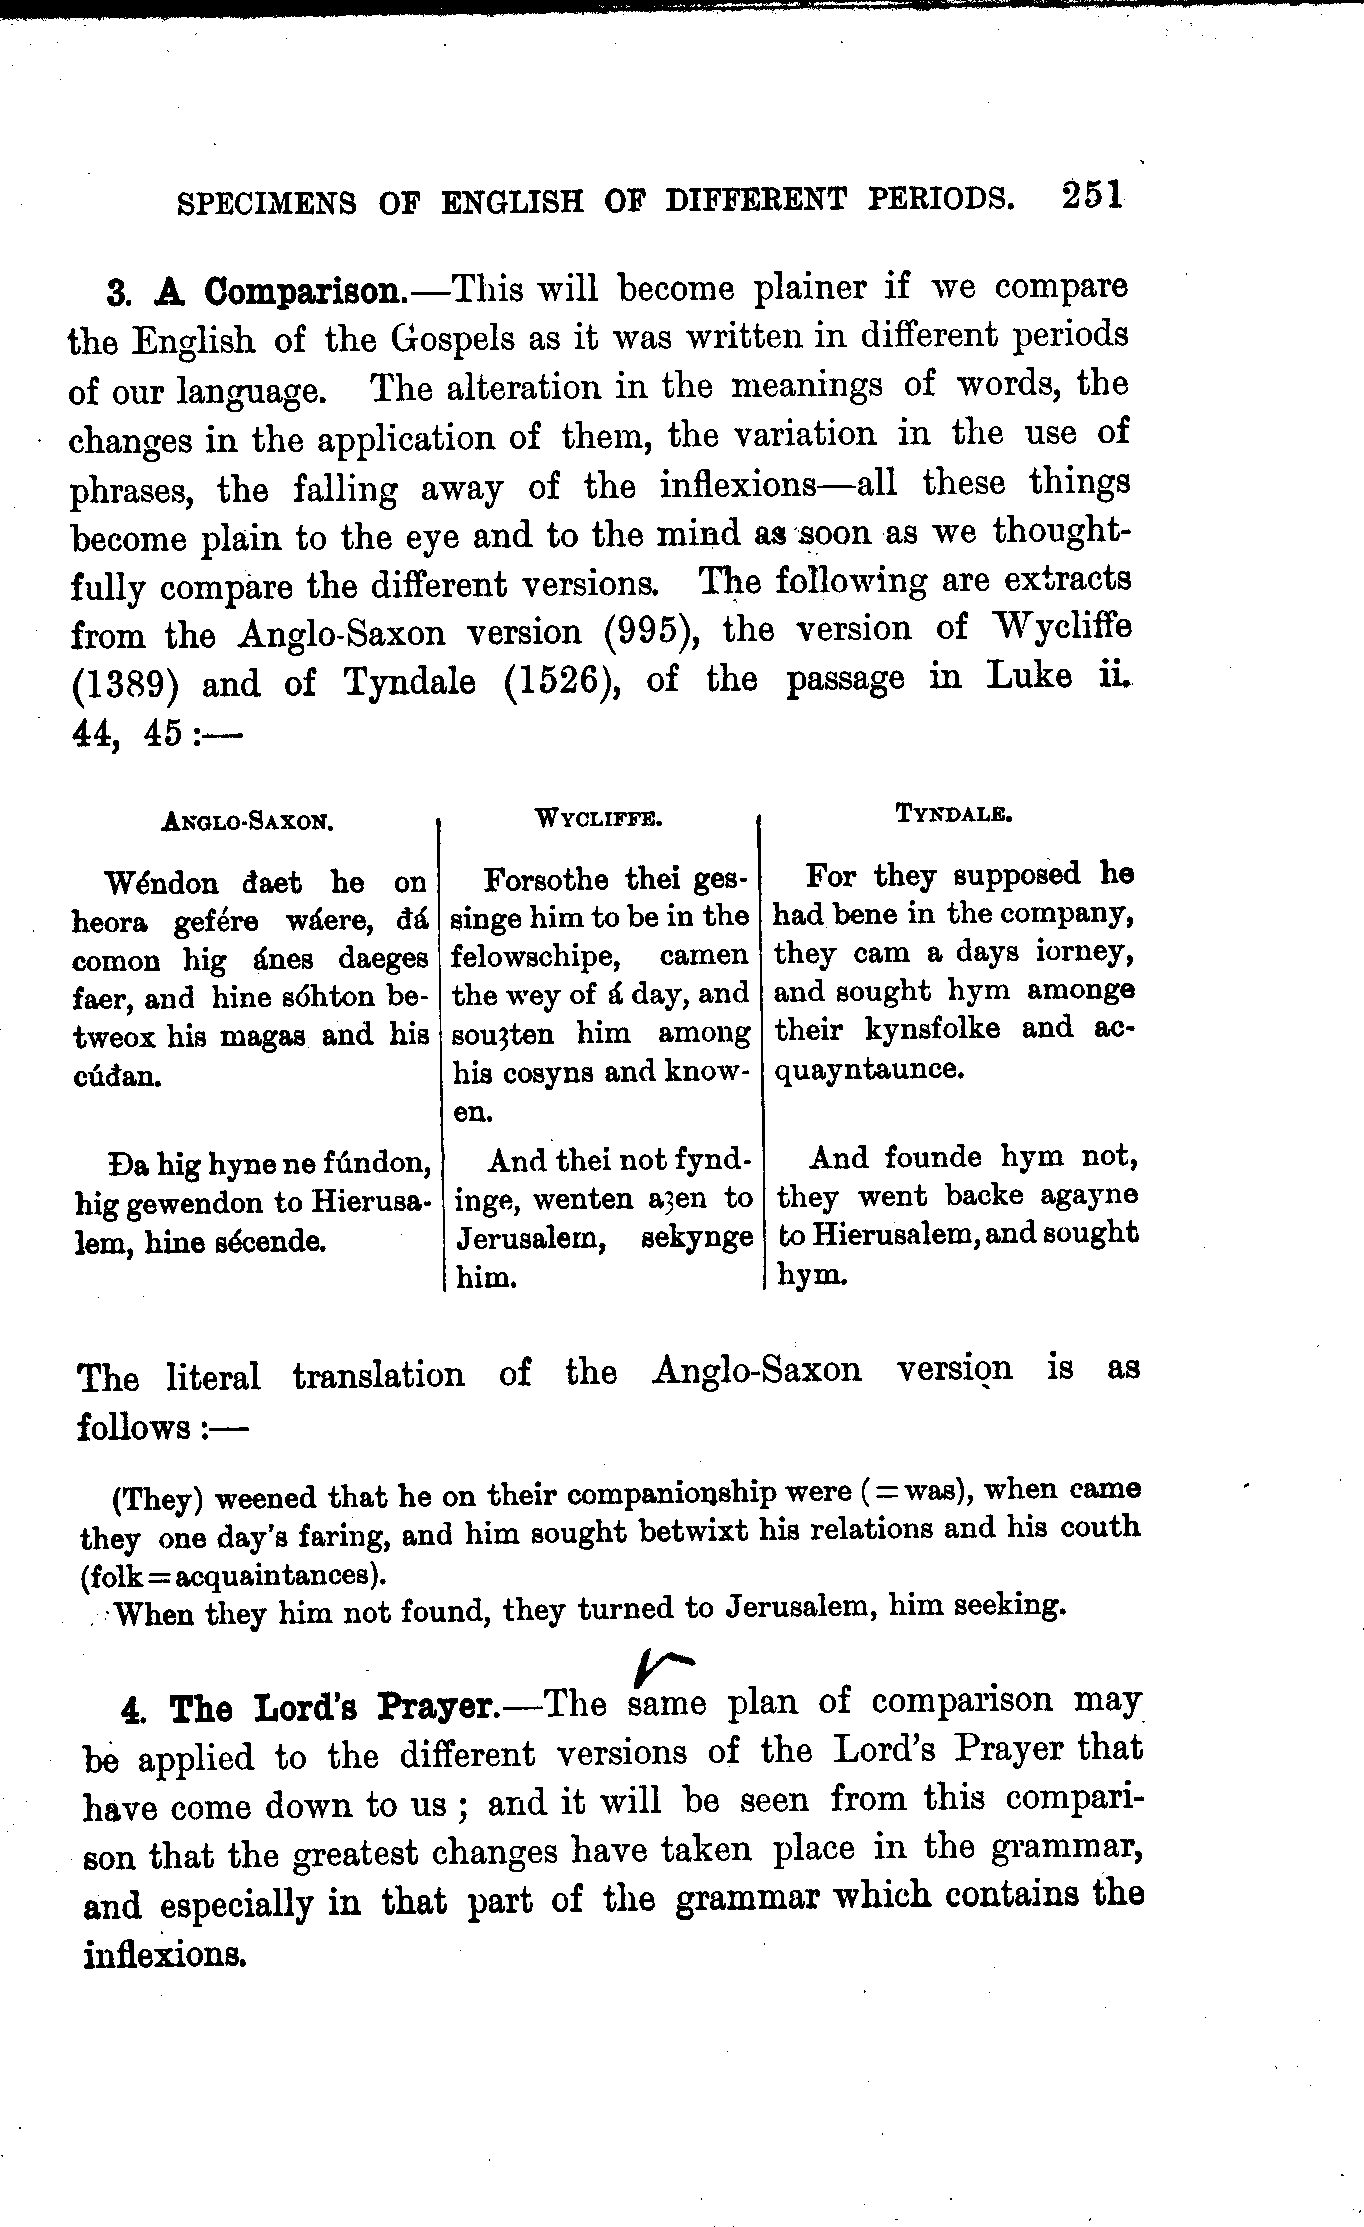 SPECIMENS OF ENGLISH OF DIFFERENT PERIODS. 251
3. A Comparison.—This will become plainer if we compare
the English of the Gospels as it was written in different periods
of our language. The alteration in the meanings of words, the
changes in the application of them, the variation in the use of
phrases, the falling away of the inflexions—all these things
become plain to the eye and to the mind as soon as we thought-
fully compare the different versions. The following are extracts
from the Anglo-Saxon version (995), the version of Wycliffe
(1389) and of Tyndale (1526), of the passage in Luke ii.
44, 45:—
ANGLO-SAXON.
Wéndon đaet he on
heora gefére wáere, đá
comon hig ánes daeges
faer, and hine sóhton be-
tweox his magas and his
cúđan.
Đa hig hyne ne fúndon,
hig gewendon to Hierusa-
lem, hine sécende.
WYCLIFFE.
Forsothe thei ges-
singe him to be in the
felowschipe, camen
the wey of á day, and
souȝten him among
his cosyns and know-
en.
And thei not fynd-
inge, wenten aȝen to
Jerusalem, sekynge
him.
TYNDALE.
For they supposed he
had bene in the company,
they cam a days iorney,
and sought hym amonge
their kynsfolke and ac-
quayntaunce.
And founde hym not,
they went backe agayne
to Hierusalem, and sought
hym.
The literal translation of the Anglo-Saxon version is as
follows:—
(They) weened that he on their companionship were (=was), when came
they one day's faring, and him sought betwixt his relations and his couth
(folk=acquaintances).
When they him not found, they turned to Jerusalem, him seeking.
4. The Lord's Prayer.—The same plan of comparison may
be applied to the different versions of the Lord's Prayer that
have come down to us; and it will be seen from this compari-
son that the greatest changes have taken place in the grammar,
and especially in that part of the grammar which contains the
inflexions.